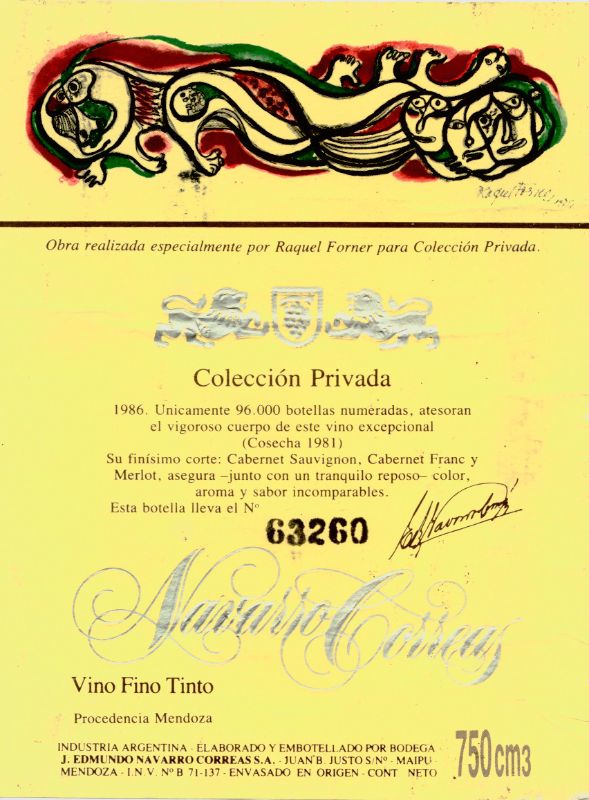 Raquel Forner
Obra realizada especialmente por Raquel Forner para Colección Privada.
Colección Privada
1986. Unicamente 96.000 botellas numeradas, atesoran
el vigoroso cuerpo de este vino excepcional
(Cosecha 1981)
Su finísimo corte: Cabernet Sauvignon, Cabernet Franc y
Merlot, asegura –junto con un tranquilo reposo– color,
aroma y sabor incomparables.
Esta botella lleva el Nº
63260
Navarro Correas
Vino Fino Tinto
Procedencia Mendoza
INDUSTRIA ARGENTINA - ELABORADO Y EMBOTELLADO POR BODEGA
J. EDMUNDO NAVARRO CORREAS S.A. - JUAN B. JUSTO S/Nº - MAIPU
MENDOZA - I.N.V. Nº B 71-137 - ENVASADO EN ORIGEN - CONT NETO
750cm3